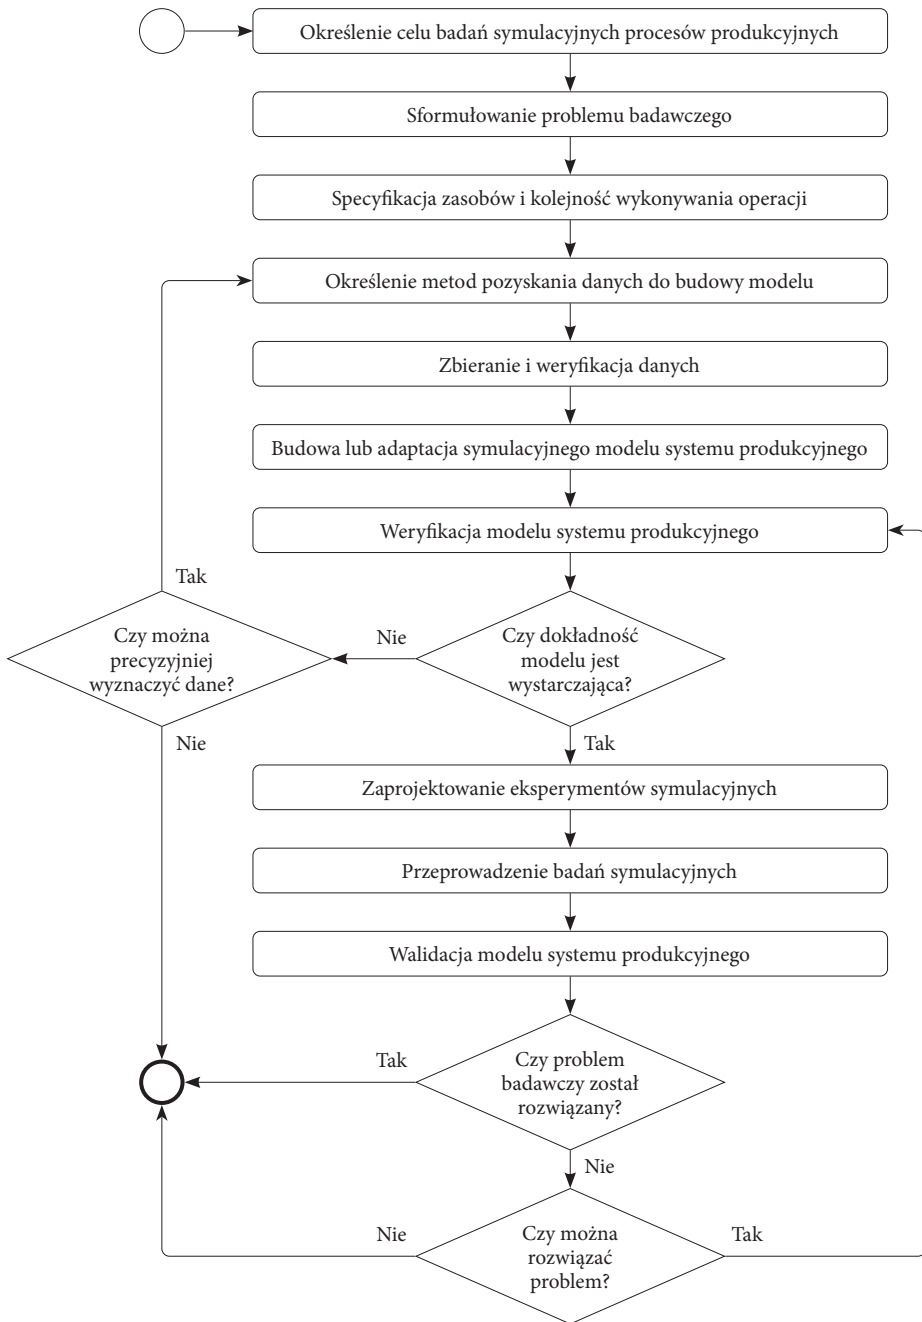 Określenie celu badań symulacyjnych procesów produkcyjnych
Sformułowanie problemu badawczego
Specyfikacja zasobów i kolejność wykonywania operacji
Określenie metod pozyskania danych do budowy modelu
Zbieranie i weryfikacja danych
Budowa lub adaptacja symulacyjnego modelu systemu produkcyjnego
Weryfikacja modelu systemu produkcyjnego
Tak
Czy można
precyzyjniej
wyznaczyć dane?
Nie
Czy dokładność
modelu jest
wystarczająca?
Nie
Tak
Zaprojektowanie eksperymentów symulacyjnych
Przeprowadzenie badań symulacyjnych
Walidacja modelu systemu produkcyjnego
Tak
Czy problem
badawczy został
rozwiązany?
Nie
Nie
Czy można
rozwiązać
problem?
Tak